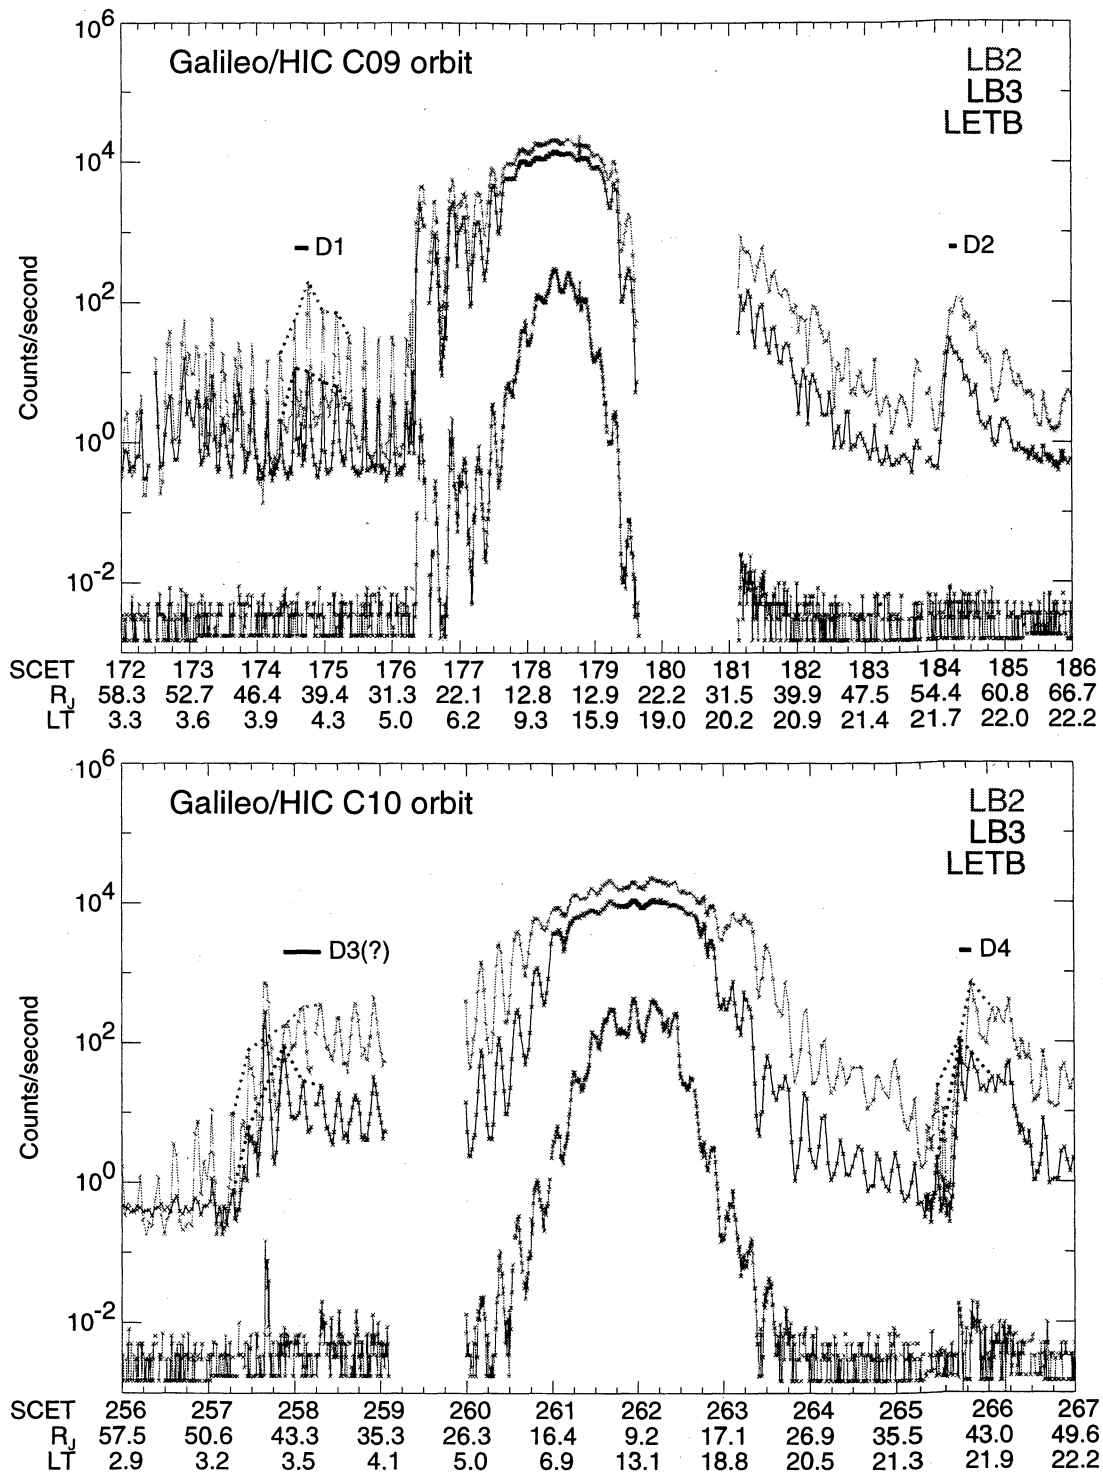 10^6
Galileo/HIC C09 orbit
LB2
LB3
LETB
10^4
D1
D2
10^2
Counts/second
10^0
10^-2
SCET 172 173 174 175 176 177 178 179 180 181 182 183 184 185 186
R_J 58.3 52.7 46.4 39.4 31.3 22.1 12.8 12.9 22.2 31.5 39.9 47.5 54.4 60.8 66.7
LT 3.3 3.6 3.9 4.3 5.0 6.2 9.3 15.9 19.0 20.2 20.9 21.4 21.7 22.0 22.2
10^6
Galileo/HIC C10 orbit
LB2
LB3
LETB
10^4
D3(?)
D4
10^2
Counts/second
10^0
10^-2
SCET 256 257 258 259 260 261 262 263 264 265 266 267
R_J 57.5 50.6 43.3 35.3 26.3 16.4 9.2 17.1 26.9 35.5 43.0 49.6
LT 2.9 3.2 3.5 4.1 5.0 6.9 13.1 18.8 20.5 21.3 21.9 22.2